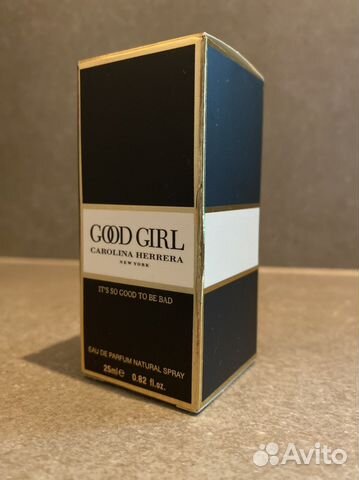 GOOD GIRL
CAROLINA HERRERA
NEW YORK
IT'S SO GOOD TO BE BAD
EAU DE PARFUM NATURAL SPRAY
25ml℮ 0.82 fl.oz.
Avito